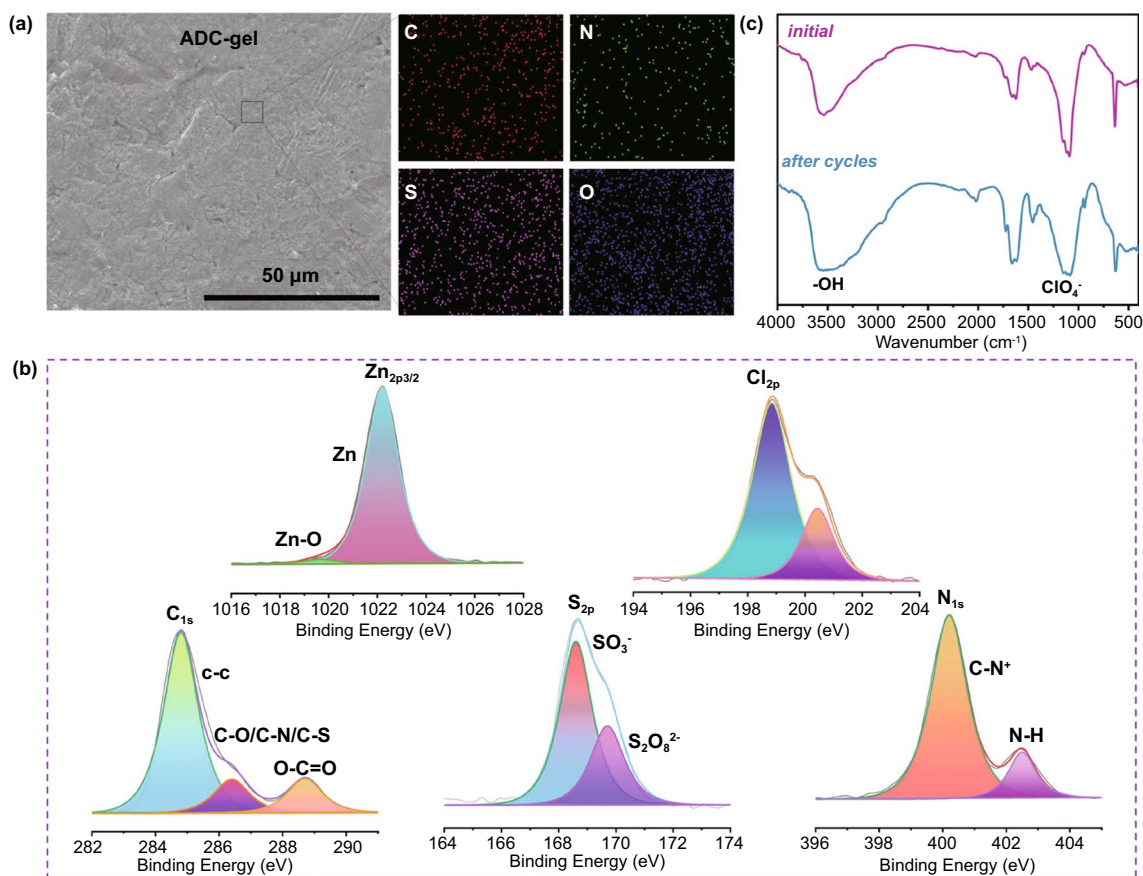 (a)
ADC-gel
50 μm
C
N
S
O
(c)
initial
after cycles
-OH
ClO₄⁻
4000 3500 3000 2500 2000 1500 1000 500
Wavenumber (cm⁻¹)
(b)
Zn₂ₚ₃/₂
Zn
Zn-O
1016 1018 1020 1022 1024 1026 1028
Binding Energy (eV)
Cl₂ₚ
194 196 198 200 202 204
Binding Energy (eV)
C₁ₛ
c-c
C-O/C-N/C-S
O-C=O
282 284 286 288 290
Binding Energy (eV)
S₂ₚ
SO₃⁻
S₂O₈²⁻
164 166 168 170 172 174
Binding Energy (eV)
N₁ₛ
C-N⁺
N-H
396 398 400 402 404
Binding Energy (eV)